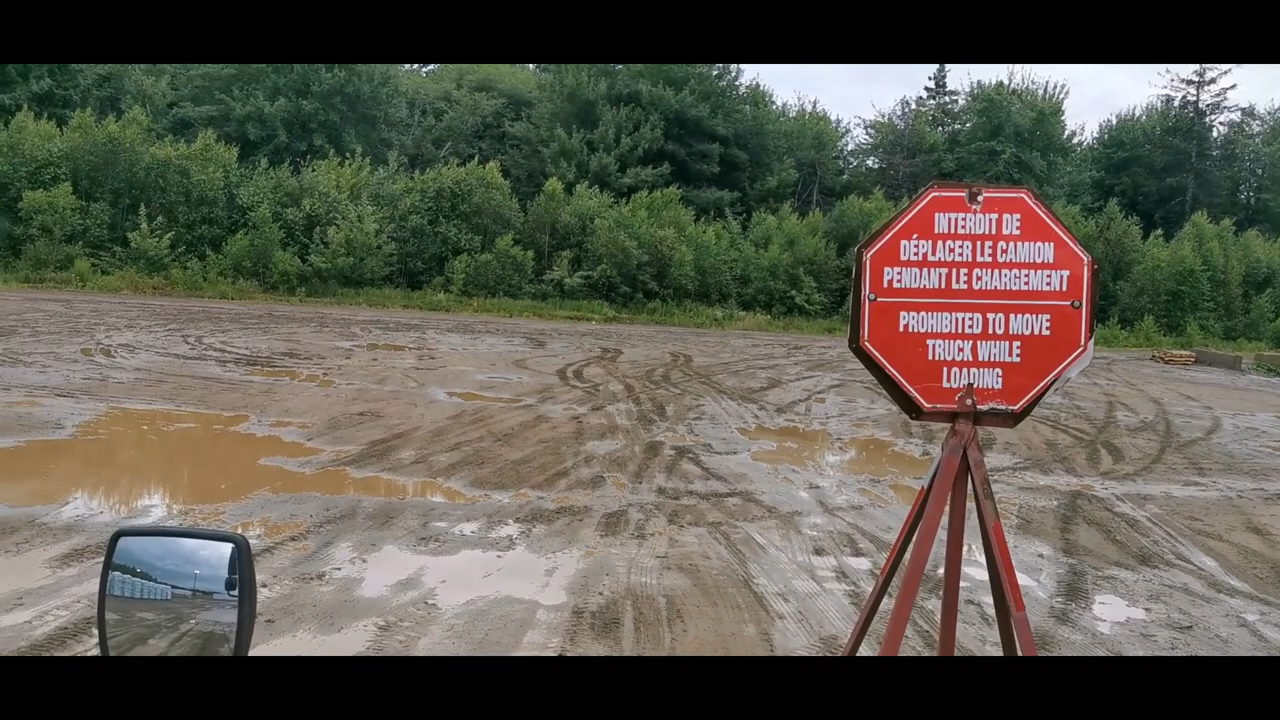 INTERDIT DE
DÉPLACER LE CAMION
PENDANT LE CHARGEMENT
PROHIBITED TO MOVE
TRUCK WHILE
LOADING